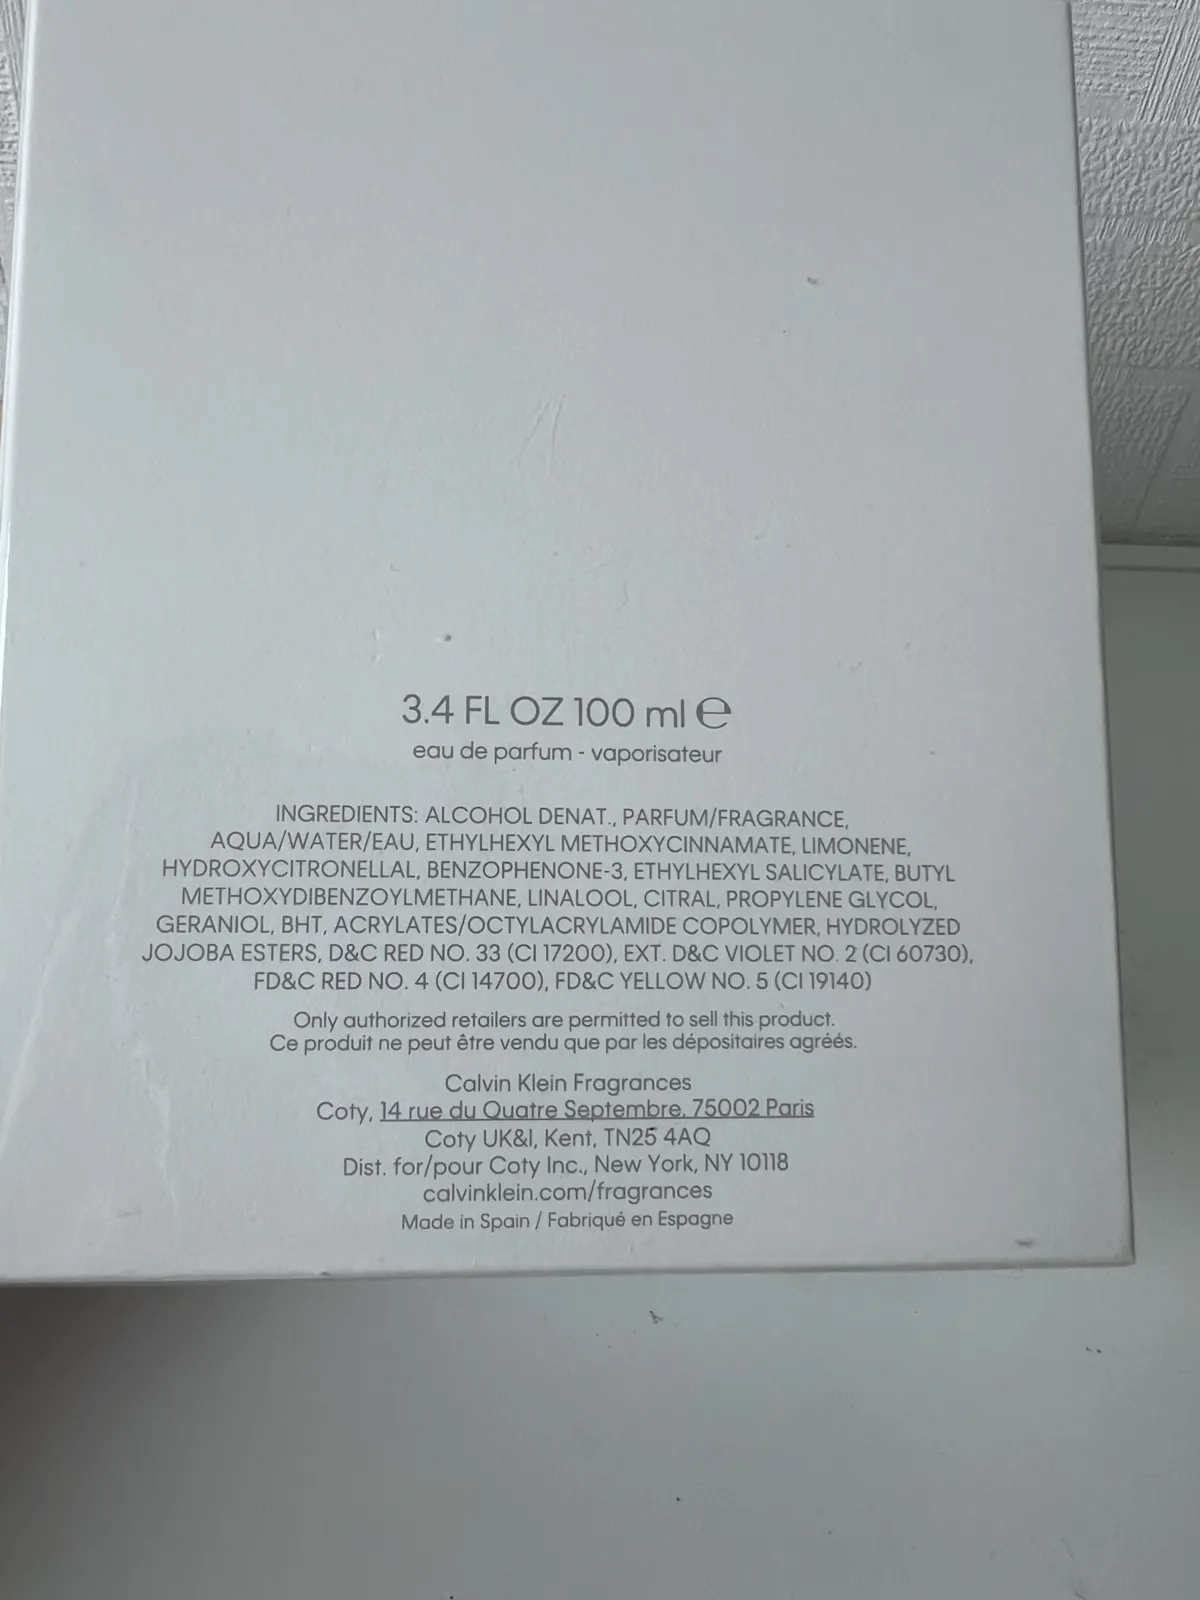 3.4 FL OZ 100 ml ℮
eau de parfum - vaporisateur
INGREDIENTS: ALCOHOL DENAT., PARFUM/FRAGRANCE,
AQUA/WATER/EAU, ETHYLHEXYL METHOXYCINNAMATE, LIMONENE,
HYDROXYCITRONELLAL, BENZOPHENONE-3, ETHYLHEXYL SALICYLATE, BUTYL
METHOXYDIBENZOYLMETHANE, LINALOOL, CITRAL, PROPYLENE GLYCOL,
GERANIOL, BHT, ACRYLATES/OCTYLACRYLAMIDE COPOLYMER, HYDROLYZED
JOJOBA ESTERS, D&C RED NO. 33 (CI 17200), EXT. D&C VIOLET NO. 2 (CI 60730),
FD&C RED NO. 4 (CI 14700), FD&C YELLOW NO. 5 (CI 19140)
Only authorized retailers are permitted to sell this product.
Ce produit ne peut être vendu que par les dépositaires agréés.
Calvin Klein Fragrances
Coty, 14 rue du Quatre Septembre, 75002 Paris
Coty UK&I, Kent, TN25 4AQ
Dist. for/pour Coty Inc., New York, NY 10118
calvinklein.com/fragrances
Made in Spain / Fabriqué en Espagne